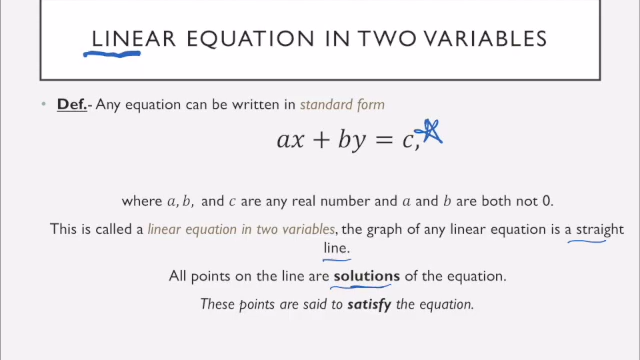 LINEAR EQUATION IN TWO VARIABLES
• Def.- Any equation can be written in standard form
ax + by = c,
where a, b, and c are any real number and a and b are both not 0.
This is called a linear equation in two variables, the graph of any linear equation is a straight
line.
All points on the line are solutions of the equation.
These points are said to satisfy the equation.